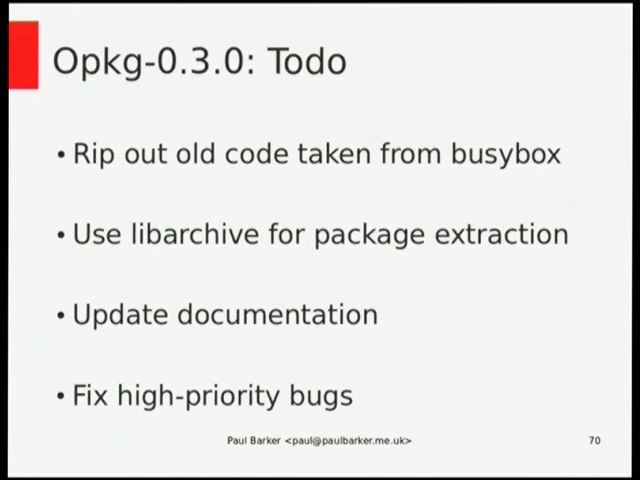 Opkg-0.3.0: Todo
• Rip out old code taken from busybox
• Use libarchive for package extraction
• Update documentation
• Fix high-priority bugs
Paul Barker <paul@paulbarker.me.uk> 70